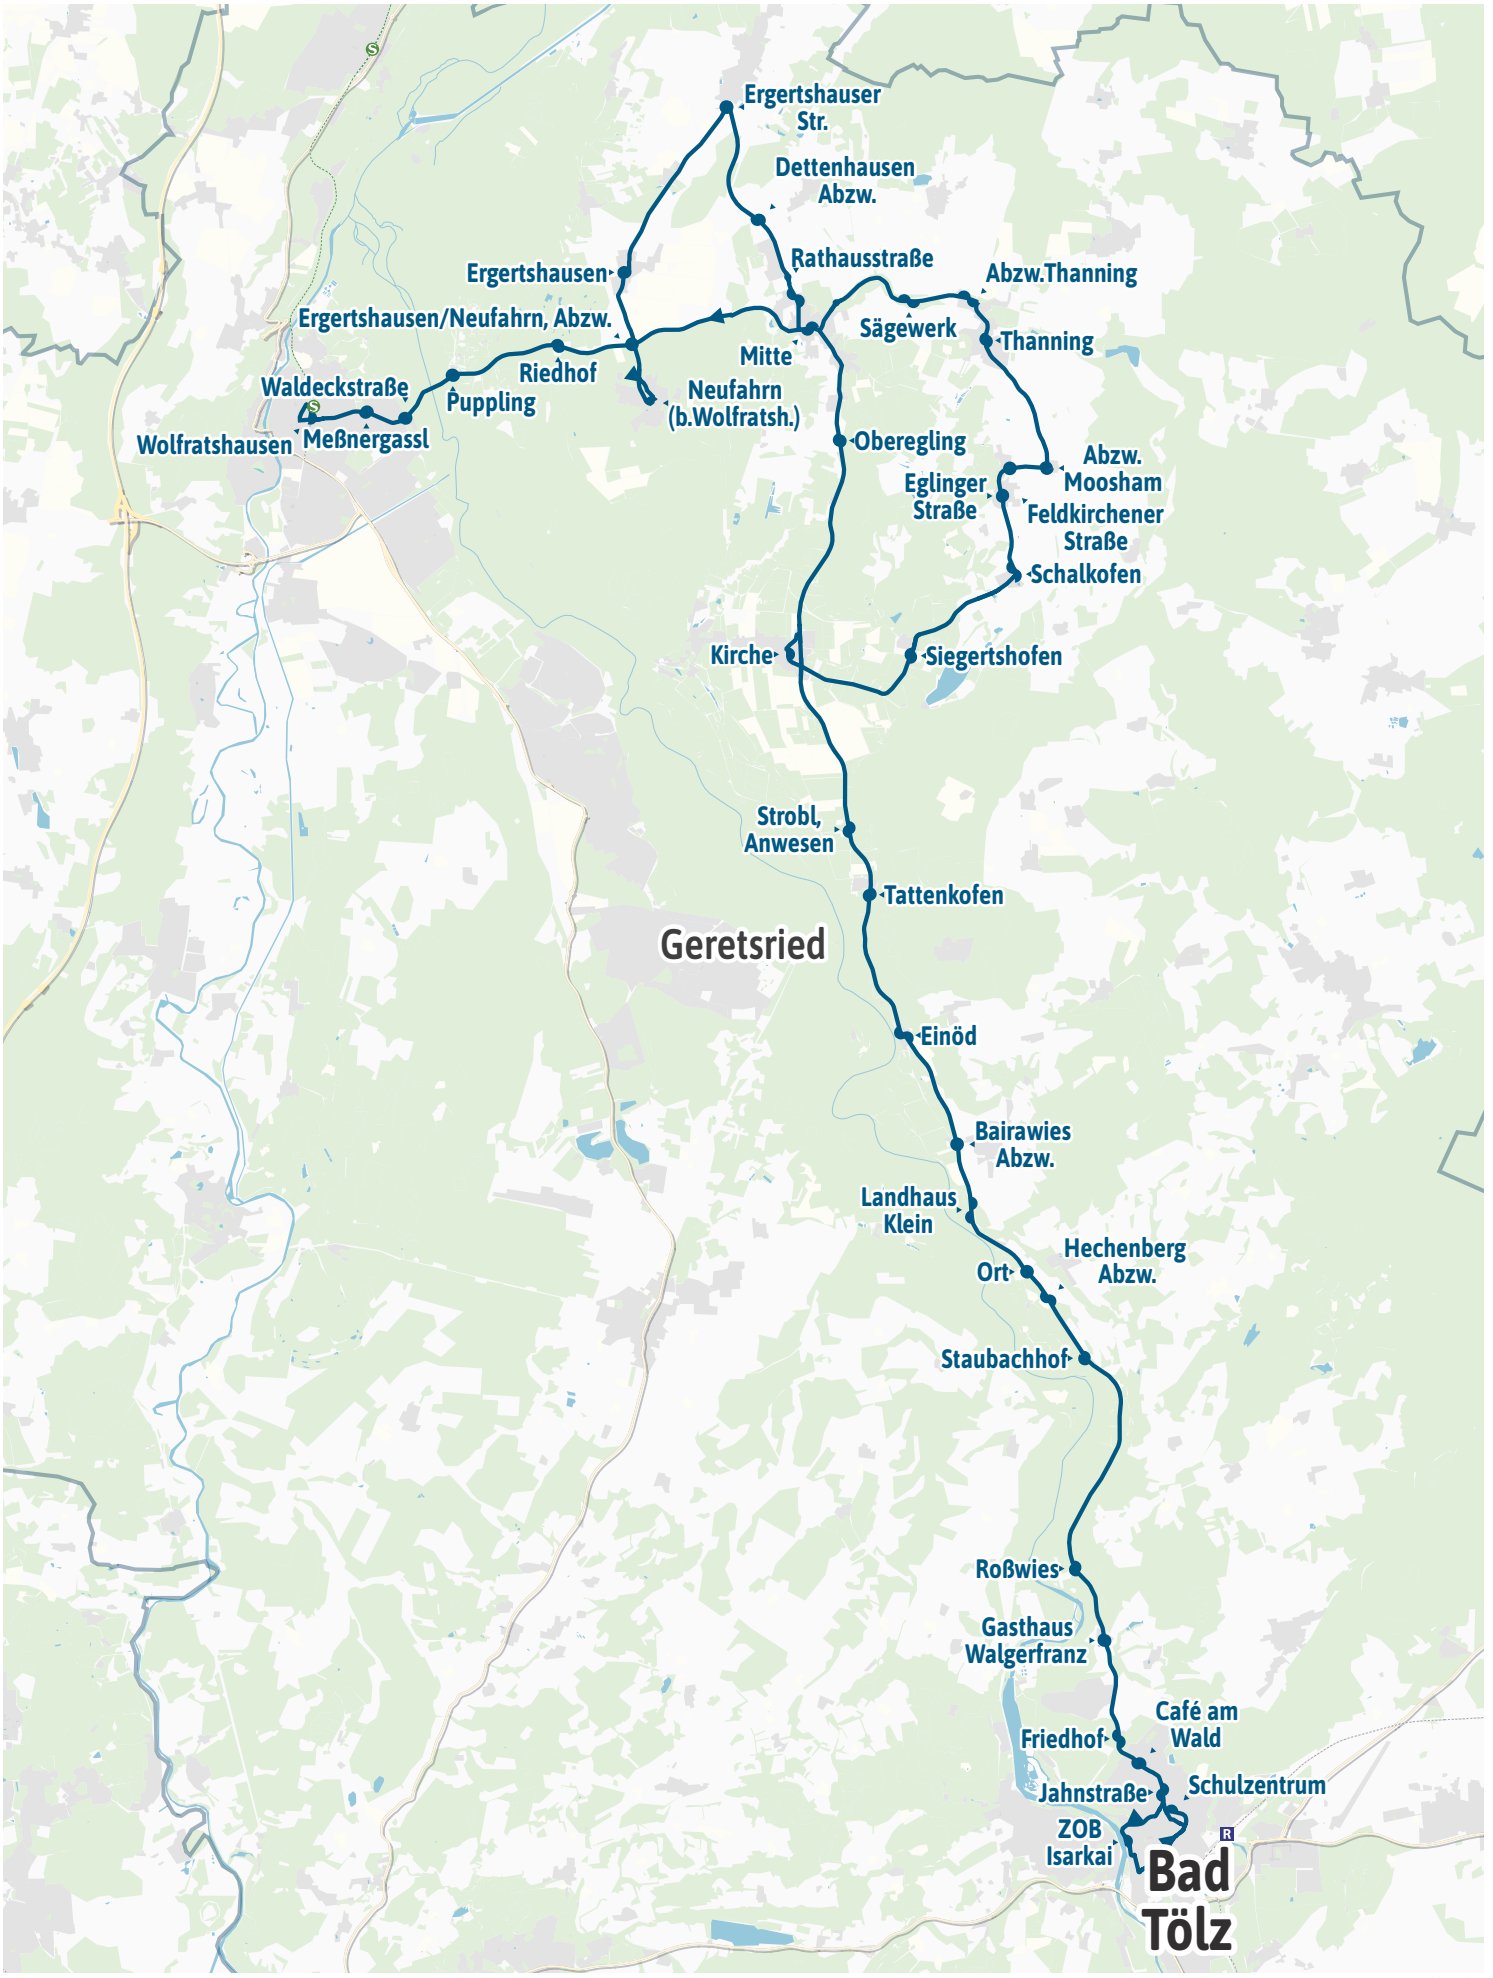 S
Ergertshauser
Str.
Dettenhausen
Abzw.
Rathausstraße
Ergertshausen
Abzw.Thanning
Ergertshausen/Neufahrn, Abzw.
Sägewerk
Thanning
Mitte
Riedhof
Waldeckstraße
Puppling
Neufahrn
(b.Wolfratsh.)
S
Wolfratshausen
Meßnergassl
Oberegling
Abzw.
Moosham
Eglinger
Straße
Feldkirchener
Straße
Schalkofen
Kirche
Siegertshofen
Strobl,
Anwesen
Tattenkofen
Geretsried
Einöd
Bairawies
Abzw.
Landhaus
Klein
Hechenberg
Abzw.
Ort
Staubachhof
Roßwies
Gasthaus
Walgerfranz
Café am
Wald
Friedhof
Jahnstraße
Schulzentrum
ZOB
Isarkai
R
Bad
Tölz